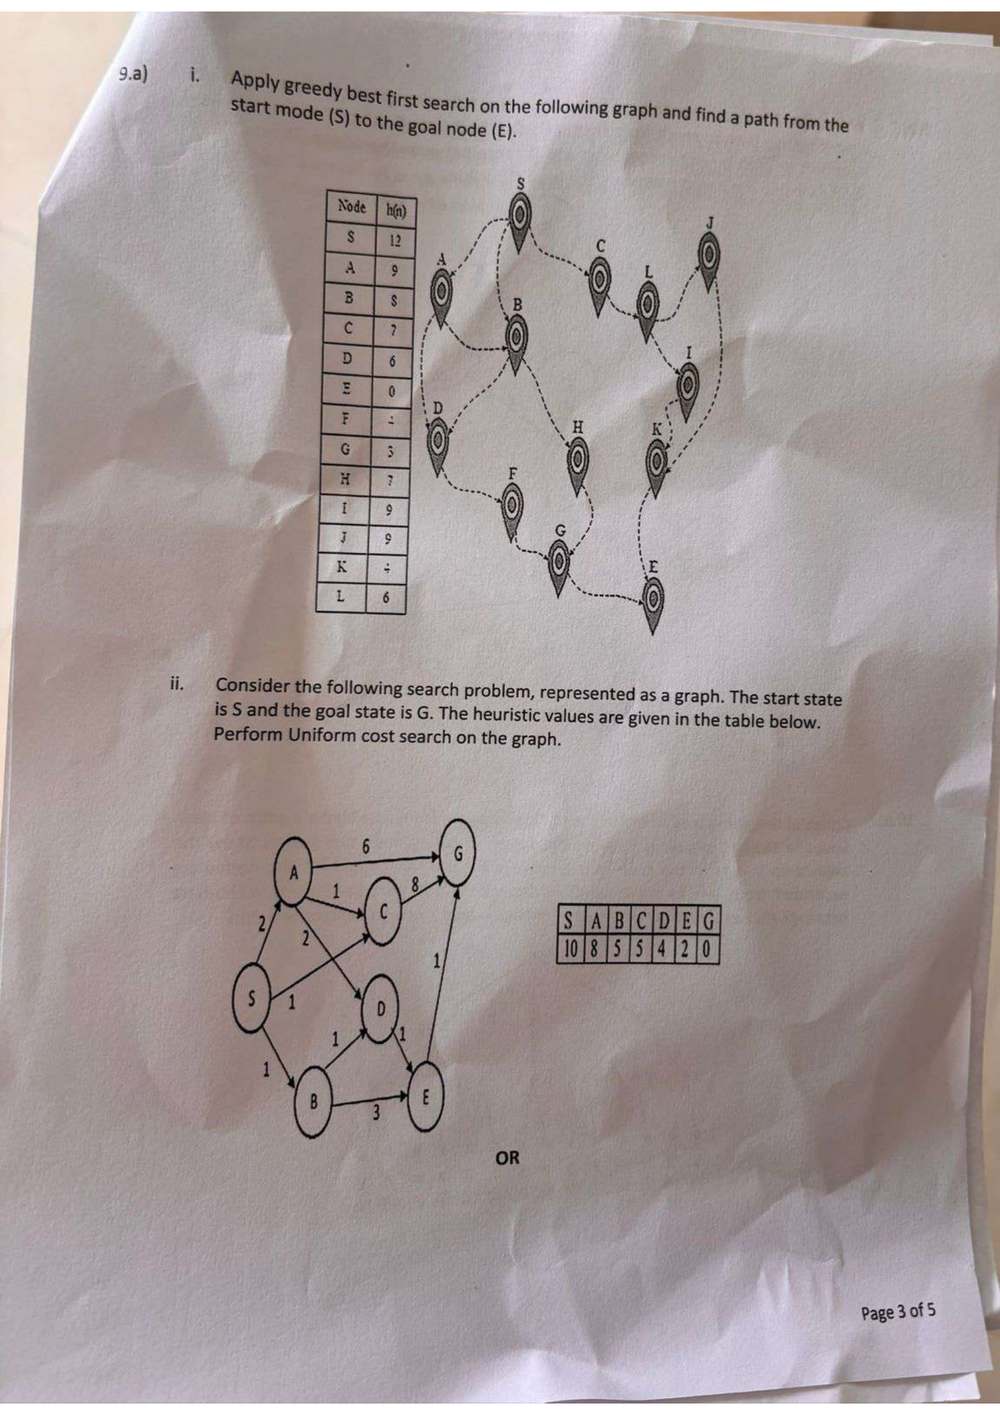 9.a) i. Apply greedy best first search on the following graph and find a path from the
start mode (S) to the goal node (E).
Node h(n)
S 12
A 9
B 8
C 7
D 6
E 0
F
G 3
H 7
I 9
J 9
K
L 6
S
J
C
A
L
B
I
D
H
K
F
G
E
ii. Consider the following search problem, represented as a graph. The start state
is S and the goal state is G. The heuristic values are given in the table below.
Perform Uniform cost search on the graph.
6
A
G
1
8
C
2
2
S
1
1
D
1
1
1
B
3
E
S A B C D E G
10 8 5 5 4 2 0
OR
Page 3 of 5